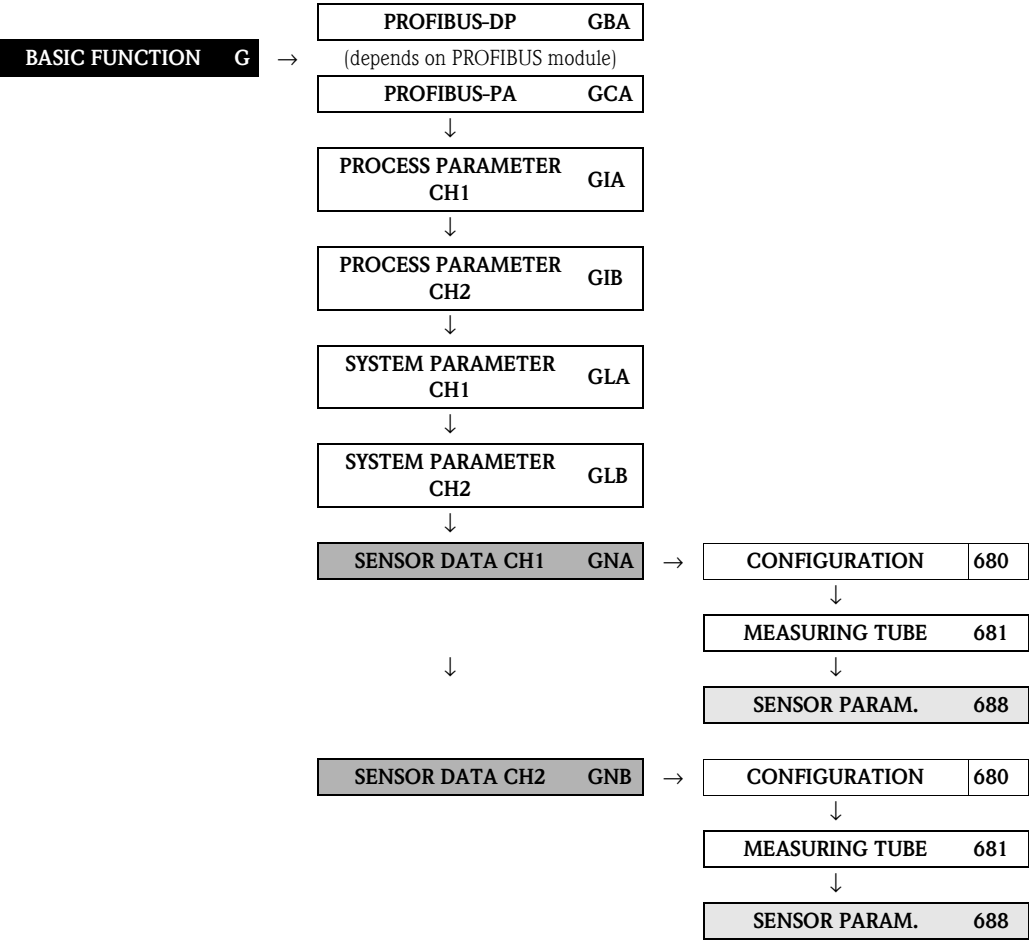 PROFIBUS-DP GBA
BASIC FUNCTION G → (depends on PROFIBUS module)
PROFIBUS-PA GCA
↓
PROCESS PARAMETER
CH1 GIA
↓
PROCESS PARAMETER
CH2 GIB
↓
SYSTEM PARAMETER
CH1 GLA
↓
SYSTEM PARAMETER
CH2 GLB
↓
SENSOR DATA CH1 GNA → CONFIGURATION 680
↓
MEASURING TUBE 681
↓ ↓
SENSOR PARAM. 688
SENSOR DATA CH2 GNB → CONFIGURATION 680
↓
MEASURING TUBE 681
↓
SENSOR PARAM. 688